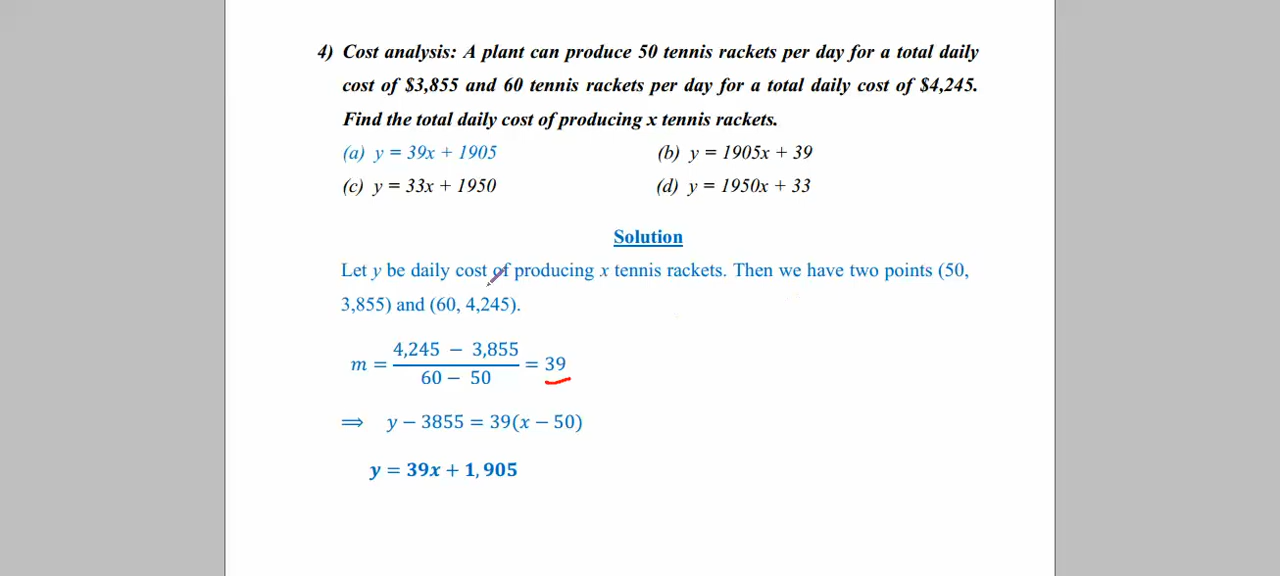 4) Cost analysis: A plant can produce 50 tennis rackets per day for a total daily
cost of $3,855 and 60 tennis rackets per day for a total daily cost of $4,245.
Find the total daily cost of producing x tennis rackets.
(a) y = 39x + 1905 (b) y = 1905x + 39
(c) y = 33x + 1950 (d) y = 1950x + 33
Solution
Let y be daily cost of producing x tennis rackets. Then we have two points (50,
3,855) and (60, 4,245).
m = (4,245 − 3,855) / (60 − 50) = 39
⟹ y − 3855 = 39(x − 50)
y = 39x + 1,905